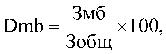 Dmb = Змб / Зобщ ×100,